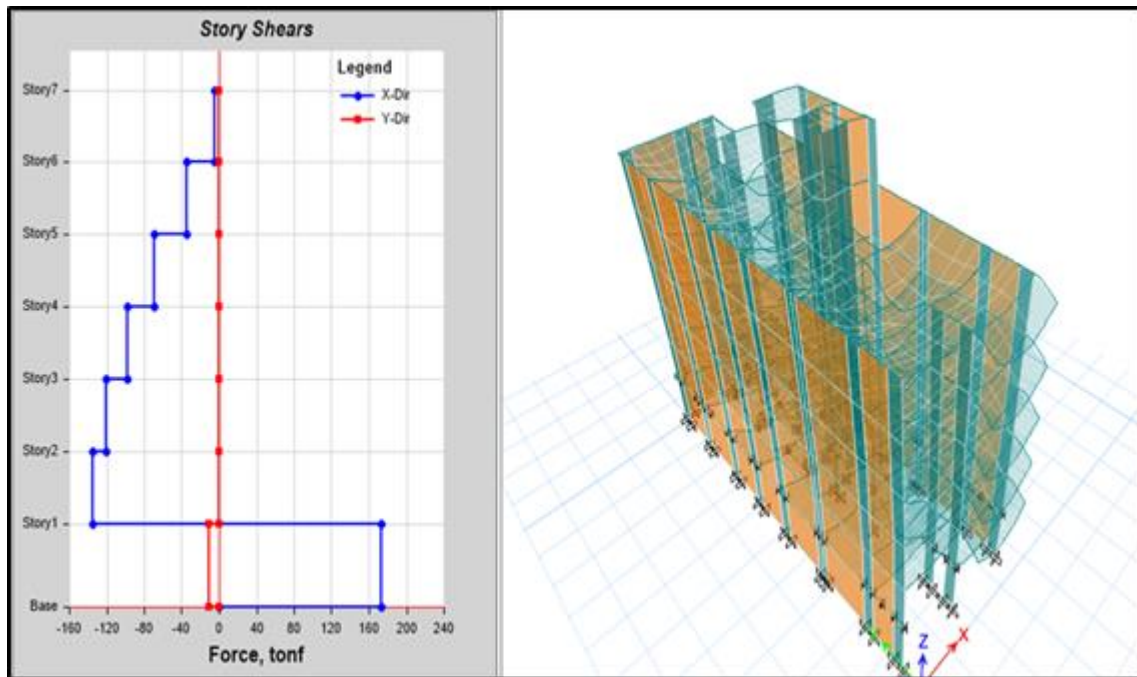 Story Shears
Legend
X-Dir
Y-Dir
Story7
Story6
Story5
Story4
Story3
Story2
Story1
Base
-160 -120 -80 -40 0 40 80 120 160 200 240
Force, tonf
Z
X